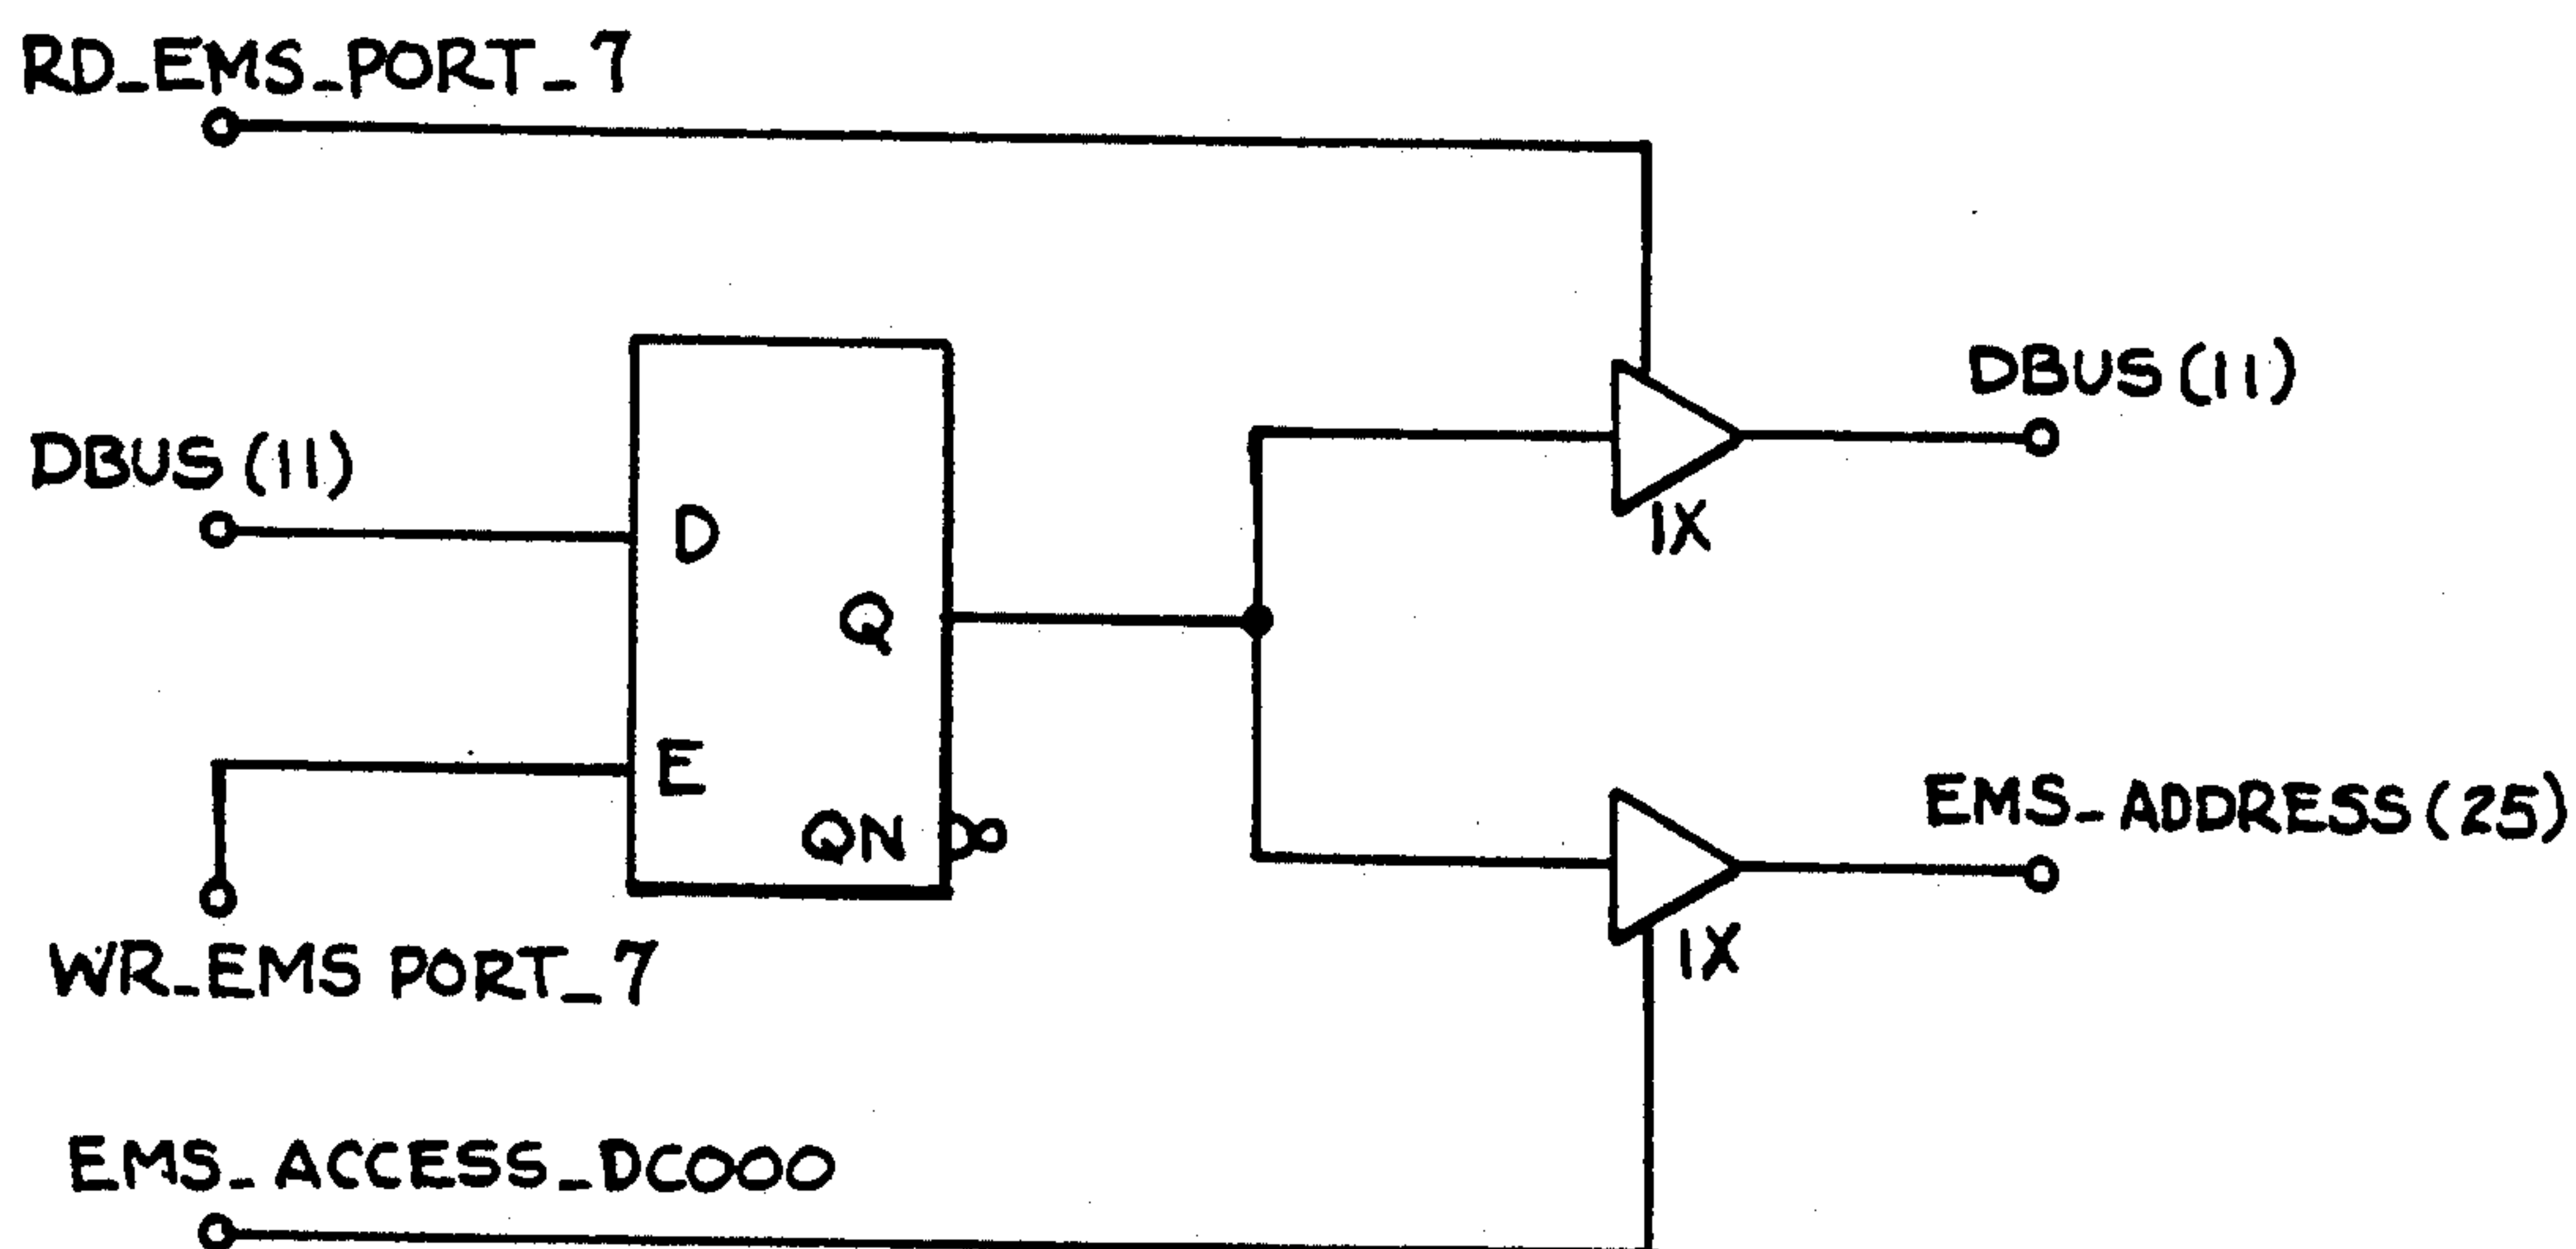 RD_EMS_PORT_7
DBUS (11)
DBUS (11)
D
1X
Q
E
EMS_ADDRESS (25)
QN
WR_EMS PORT_7
1X
EMS_ACCESS_DC000